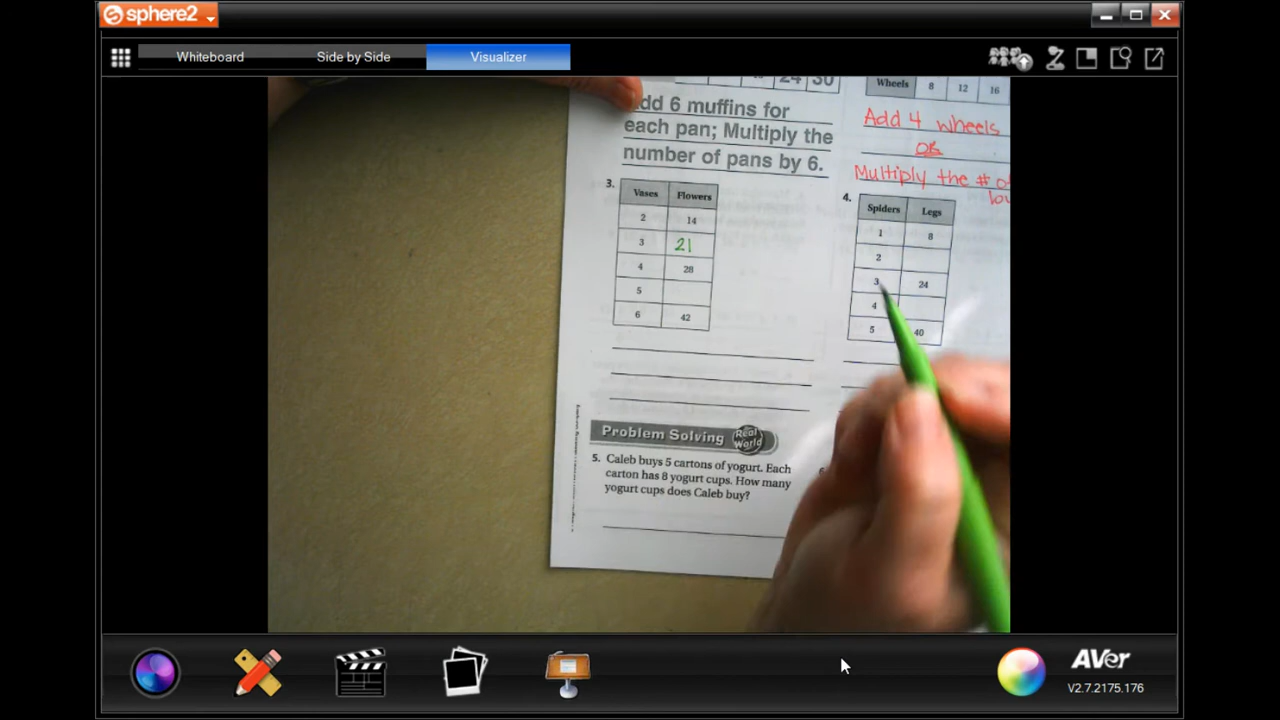 sphere2
Whiteboard
Side by Side
Visualizer
24 30
dd 6 muffins for
each pan; Multiply the
number of pans by 6.
Wheels 8 12 16
Add 4 wheels
OR
Multiply the # o
3.
Vases Flowers
2 14
3 21
4 28
5
6 42
4.
Spiders Legs
1 8
2
3 24
4
5 40
Problem Solving Real World
5. Caleb buys 5 cartons of yogurt. Each
carton has 8 yogurt cups. How many
yogurt cups does Caleb buy?
AVer
V2.7.2175.176